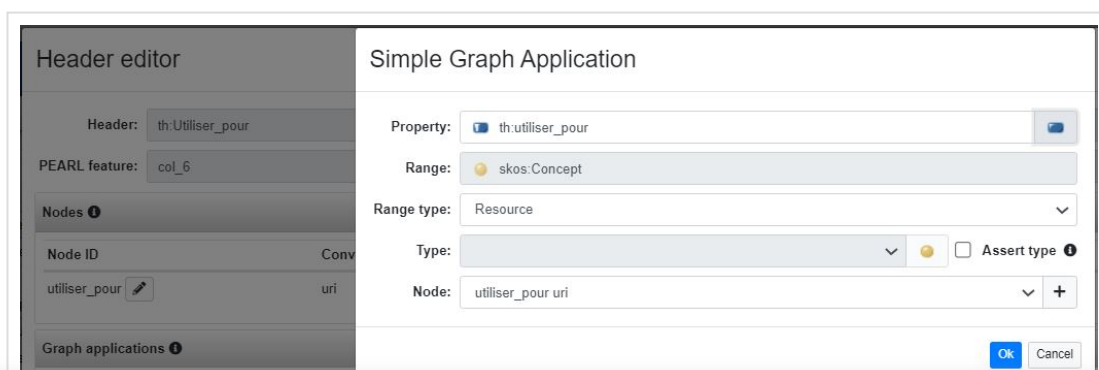 Header editor
Header: th:Utiliser_pour
PEARL feature: col_6
Nodes
Node ID Conv
utiliser_pour uri
Graph applications
Simple Graph Application
Property: th:utiliser_pour
Range: skos:Concept
Range type: Resource
Type: Assert type
Node: utiliser_pour uri
Ok Cancel